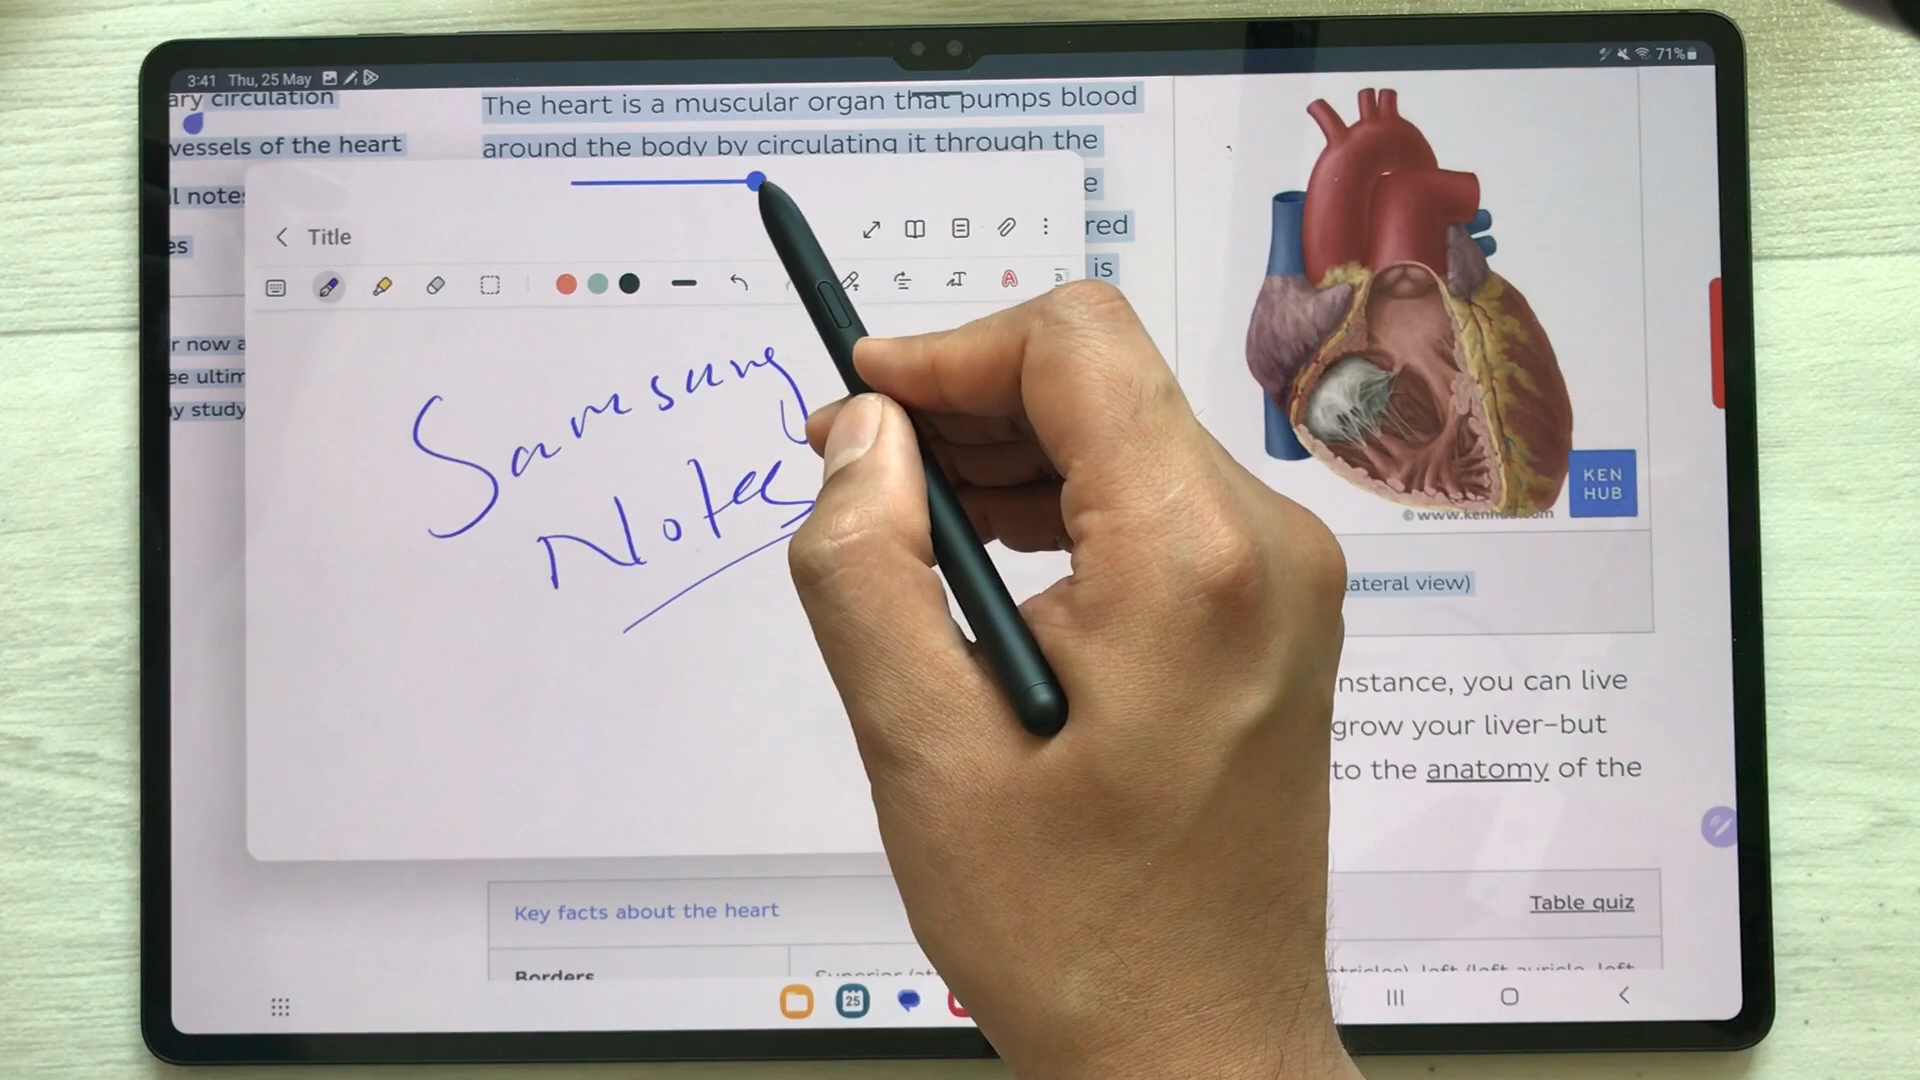 3:41 Thu, 25 May
71%
ary circulation
vessels of the heart
l notes
es
r now a
ee ultim
y study
The heart is a muscular organ that pumps blood
around the body by circulating it through the
e
red
is
Title
Samsung
Notes
KEN
HUB
© www.kenhub.com
lateral view)
nstance, you can live
grow your liver–but
to the anatomy of the
Key facts about the heart
Table quiz
Borders
25